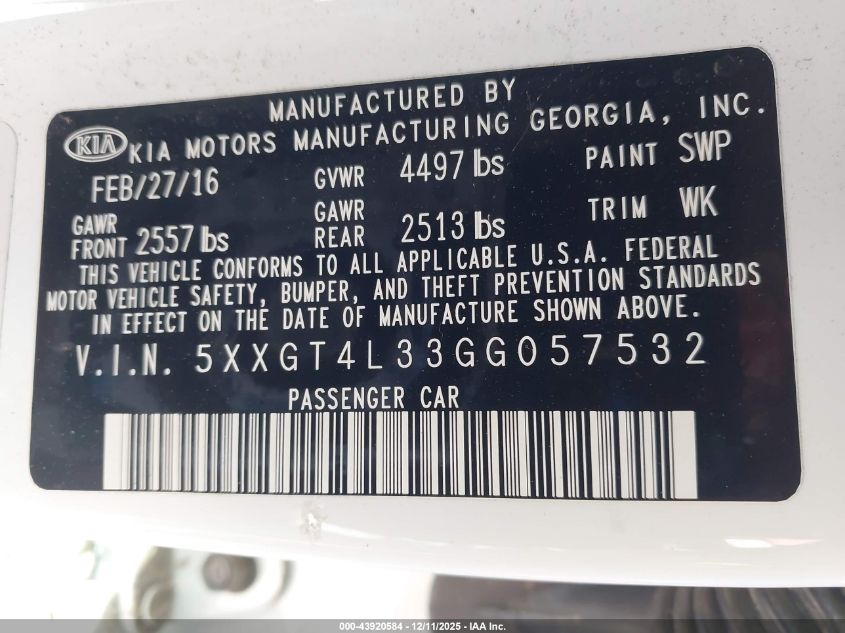 MANUFACTURED BY
KIA KIA MOTORS MANUFACTURING GEORGIA, INC.
FEB/27/16 GVWR 4497 lbs PAINT SWP
GAWR FRONT 2557 lbs GAWR REAR 2513 lbs TRIM WK
THIS VEHICLE CONFORMS TO ALL APPLICABLE U.S.A. FEDERAL
MOTOR VEHICLE SAFETY, BUMPER, AND THEFT PREVENTION STANDARDS
IN EFFECT ON THE DATE OF MANUFACTURE SHOWN ABOVE.
V.I.N. 5XXGT4L33GG057532
PASSENGER CAR
000-43920584 - 12/11/2025 - IAA Inc.